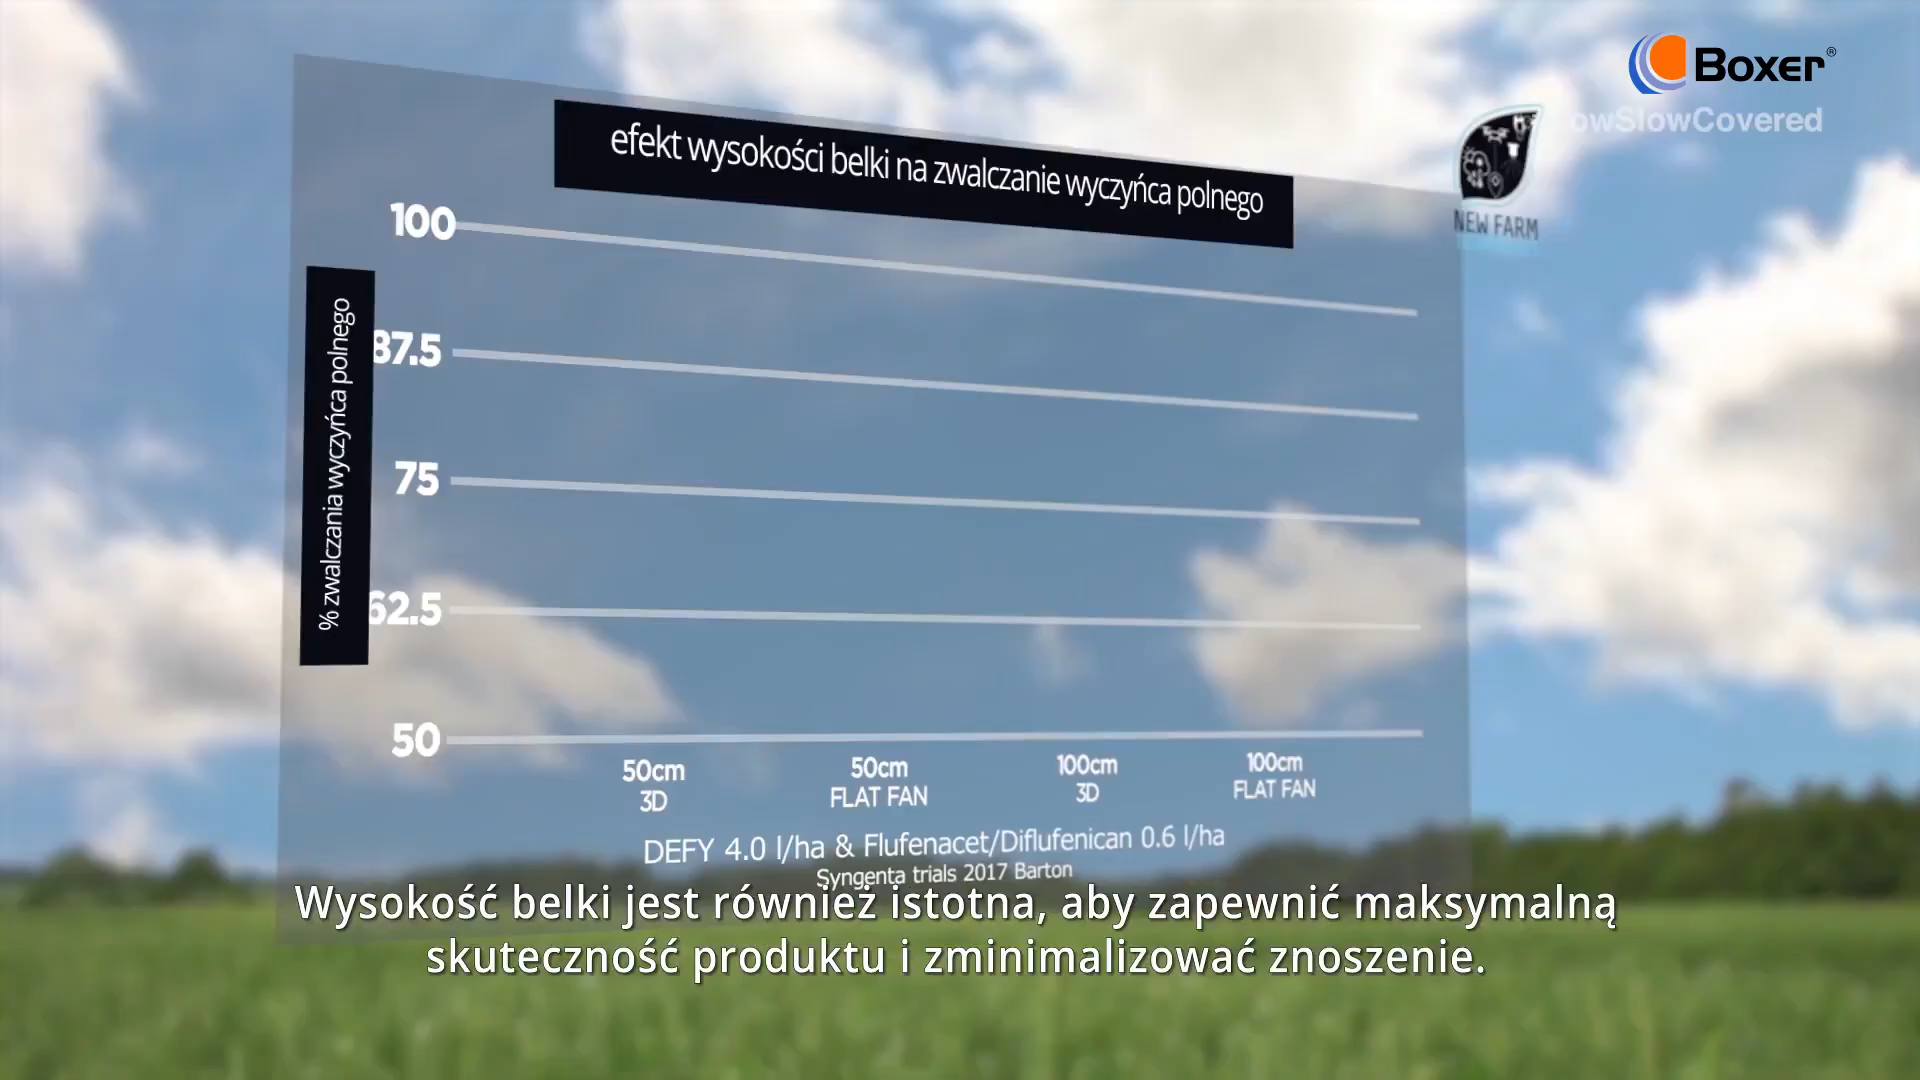 Boxer®
owSlowCovered
NEW FARM
efekt wysokości belki na zwalczanie wyczyńca polnego
% zwalczania wyczyńca polnego
100
87.5
75
62.5
50
50cm
3D
50cm
FLAT FAN
100cm
3D
100cm
FLAT FAN
DEFY 4.0 l/ha & Flufenacet/Diflufenican 0.6 l/ha
Syngenta trials 2017 Barton
Wysokość belki jest również istotna, aby zapewnić maksymalną
skuteczność produktu i zminimalizować znoszenie.